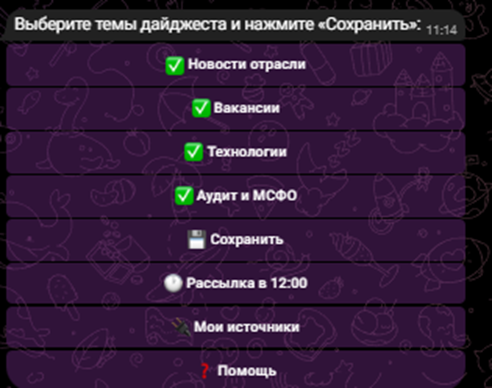 Выберите темы дайджеста и нажмите «Сохранить»: 11:14
✅ Новости отрасли
✅ Вакансии
✅ Технологии
✅ Аудит и МСФО
💾 Сохранить
🕐 Рассылка в 12:00
🔌 Мои источники
❓ Помощь